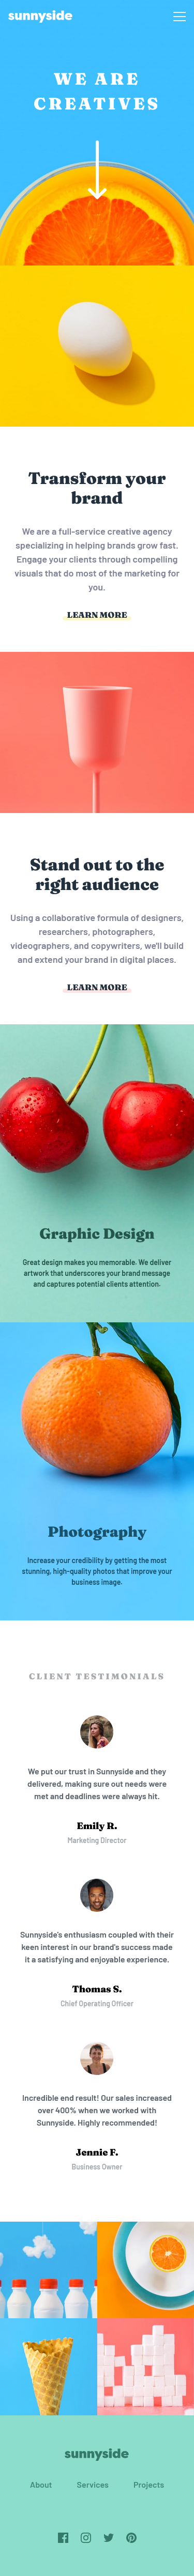 sunnyside
WE ARE
CREATIVES
Transform your
brand
We are a full-service creative agency
specializing in helping brands grow fast.
Engage your clients through compelling
visuals that do most of the marketing for
you.
LEARN MORE
Stand out to the
right audience
Using a collaborative formula of designers,
researchers, photographers,
videographers, and copywriters, we'll build
and extend your brand in digital places.
LEARN MORE
Graphic Design
Great design makes you memorable. We deliver
artwork that underscores your brand message
and captures potential clients attention.
Photography
Increase your credibility by getting the most
stunning, high-quality photos that improve your
business image.
CLIENT TESTIMONIALS
We put our trust in Sunnyside and they
delivered, making sure out needs were
met and deadlines were always hit.
Emily R.
Marketing Director
Sunnyside's enthusiasm coupled with their
keen interest in our brand's success made
it a satisfying and enjoyable experience.
Thomas S.
Chief Operating Officer
Incredible end result! Our sales increased
over 400% when we worked with
Sunnyside. Highly recommended!
Jennie F.
Business Owner
sunnyside
About Services Projects